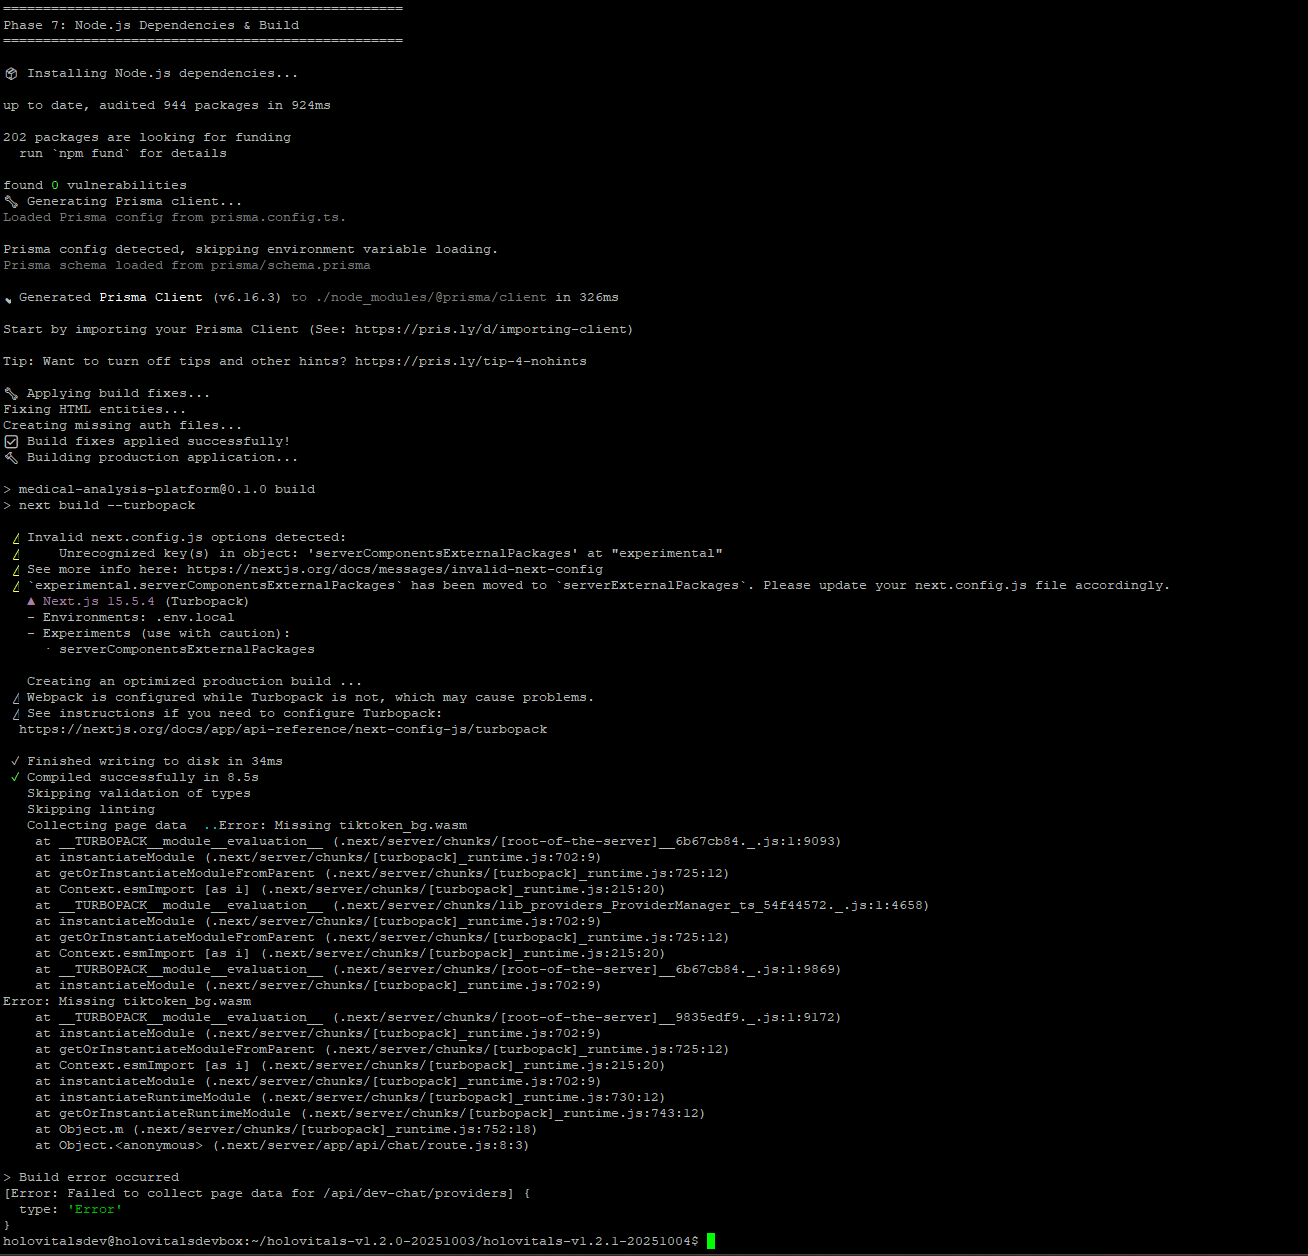 ==================================================
Phase 7: Node.js Dependencies & Build
==================================================
📦 Installing Node.js dependencies...
up to date, audited 944 packages in 924ms
202 packages are looking for funding
  run `npm fund` for details
found 0 vulnerabilities
🔧 Generating Prisma client...
Loaded Prisma config from prisma.config.ts.
Prisma config detected, skipping environment variable loading.
Prisma schema loaded from prisma/schema.prisma
✔ Generated Prisma Client (v6.16.3) to ./node_modules/@prisma/client in 326ms
Start by importing your Prisma Client (See: https://pris.ly/d/importing-client)
Tip: Want to turn off tips and other hints? https://pris.ly/tip-4-nohints
🔧 Applying build fixes...
Fixing HTML entities...
Creating missing auth files...
☑ Build fixes applied successfully!
🔨 Building production application...
> medical-analysis-platform@0.1.0 build
> next build --turbopack
 ⚠ Invalid next.config.js options detected:
 ⚠     Unrecognized key(s) in object: 'serverComponentsExternalPackages' at "experimental"
 ⚠ See more info here: https://nextjs.org/docs/messages/invalid-next-config
 ⚠ `experimental.serverComponentsExternalPackages` has been moved to `serverExternalPackages`. Please update your next.config.js file accordingly.
   ▲ Next.js 15.5.4 (Turbopack)
   - Environments: .env.local
   - Experiments (use with caution):
     · serverComponentsExternalPackages
   Creating an optimized production build ...
 ⚠ Webpack is configured while Turbopack is not, which may cause problems.
 ⚠ See instructions if you need to configure Turbopack:
  https://nextjs.org/docs/app/api-reference/next-config-js/turbopack
 ✓ Finished writing to disk in 34ms
 ✓ Compiled successfully in 8.5s
   Skipping validation of types
   Skipping linting
   Collecting page data  ..Error: Missing tiktoken_bg.wasm
    at __TURBOPACK__module__evaluation__ (.next/server/chunks/[root-of-the-server]__6b67cb84._.js:1:9093)
    at instantiateModule (.next/server/chunks/[turbopack]_runtime.js:702:9)
    at getOrInstantiateModuleFromParent (.next/server/chunks/[turbopack]_runtime.js:725:12)
    at Context.esmImport [as i] (.next/server/chunks/[turbopack]_runtime.js:215:20)
    at __TURBOPACK__module__evaluation__ (.next/server/chunks/lib_providers_ProviderManager_ts_54f44572._.js:1:4658)
    at instantiateModule (.next/server/chunks/[turbopack]_runtime.js:702:9)
    at getOrInstantiateModuleFromParent (.next/server/chunks/[turbopack]_runtime.js:725:12)
    at Context.esmImport [as i] (.next/server/chunks/[turbopack]_runtime.js:215:20)
    at __TURBOPACK__module__evaluation__ (.next/server/chunks/[root-of-the-server]__6b67cb84._.js:1:9869)
    at instantiateModule (.next/server/chunks/[turbopack]_runtime.js:702:9)
Error: Missing tiktoken_bg.wasm
    at __TURBOPACK__module__evaluation__ (.next/server/chunks/[root-of-the-server]__9835edf9._.js:1:9172)
    at instantiateModule (.next/server/chunks/[turbopack]_runtime.js:702:9)
    at getOrInstantiateModuleFromParent (.next/server/chunks/[turbopack]_runtime.js:725:12)
    at Context.esmImport [as i] (.next/server/chunks/[turbopack]_runtime.js:215:20)
    at instantiateModule (.next/server/chunks/[turbopack]_runtime.js:702:9)
    at instantiateRuntimeModule (.next/server/chunks/[turbopack]_runtime.js:730:12)
    at getOrInstantiateRuntimeModule (.next/server/chunks/[turbopack]_runtime.js:743:12)
    at Object.m (.next/server/chunks/[turbopack]_runtime.js:752:18)
    at Object.<anonymous> (.next/server/app/api/chat/route.js:8:3)
> Build error occurred
[Error: Failed to collect page data for /api/dev-chat/providers] {
  type: 'Error'
}
holovitalsdev@holovitalsdevbox:~/holovitals-v1.2.0-20251003/holovitals-v1.2.1-20251004$